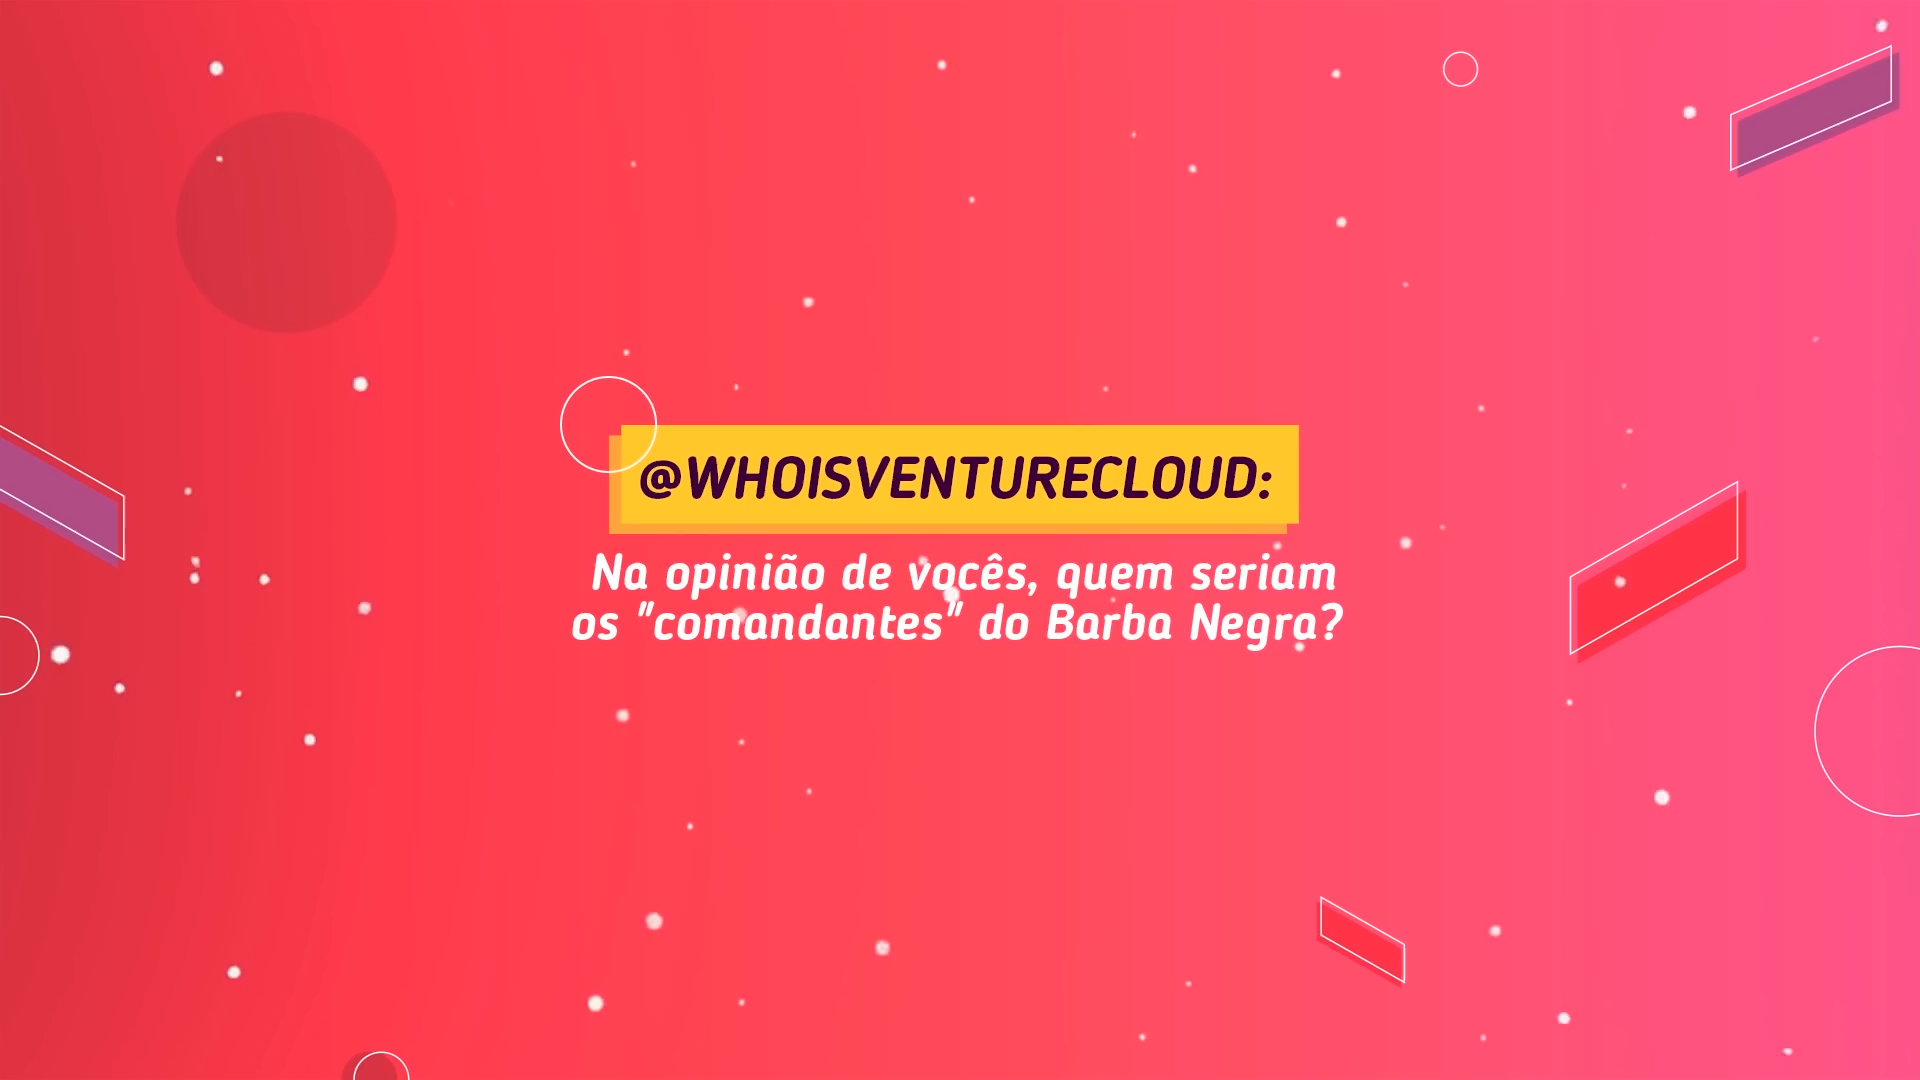 @WHOISVENTURECLOUD:
Na opinião de vocês, quem seriam
os "comandantes" do Barba Negra?